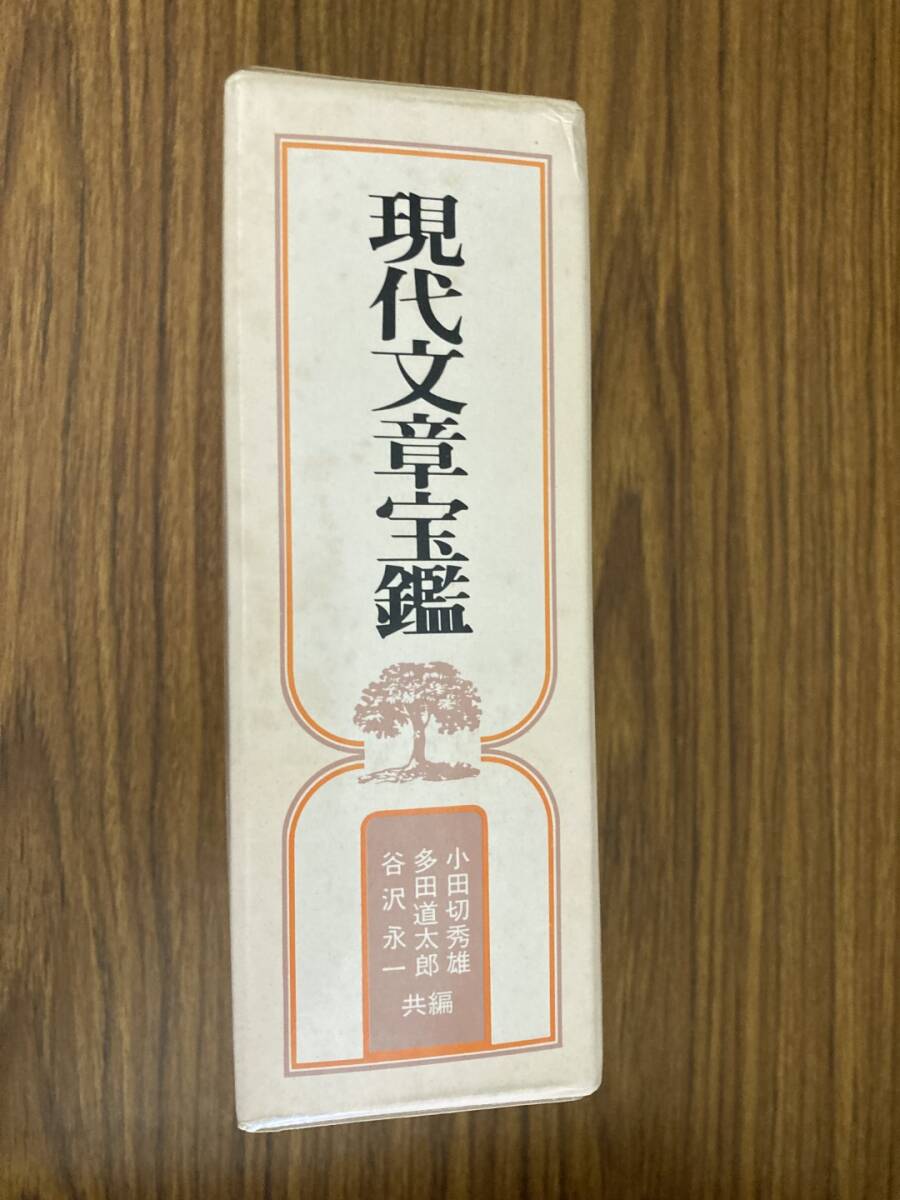 現代文章宝鑑
小田切秀雄
多田道太郎
谷沢永一
共編